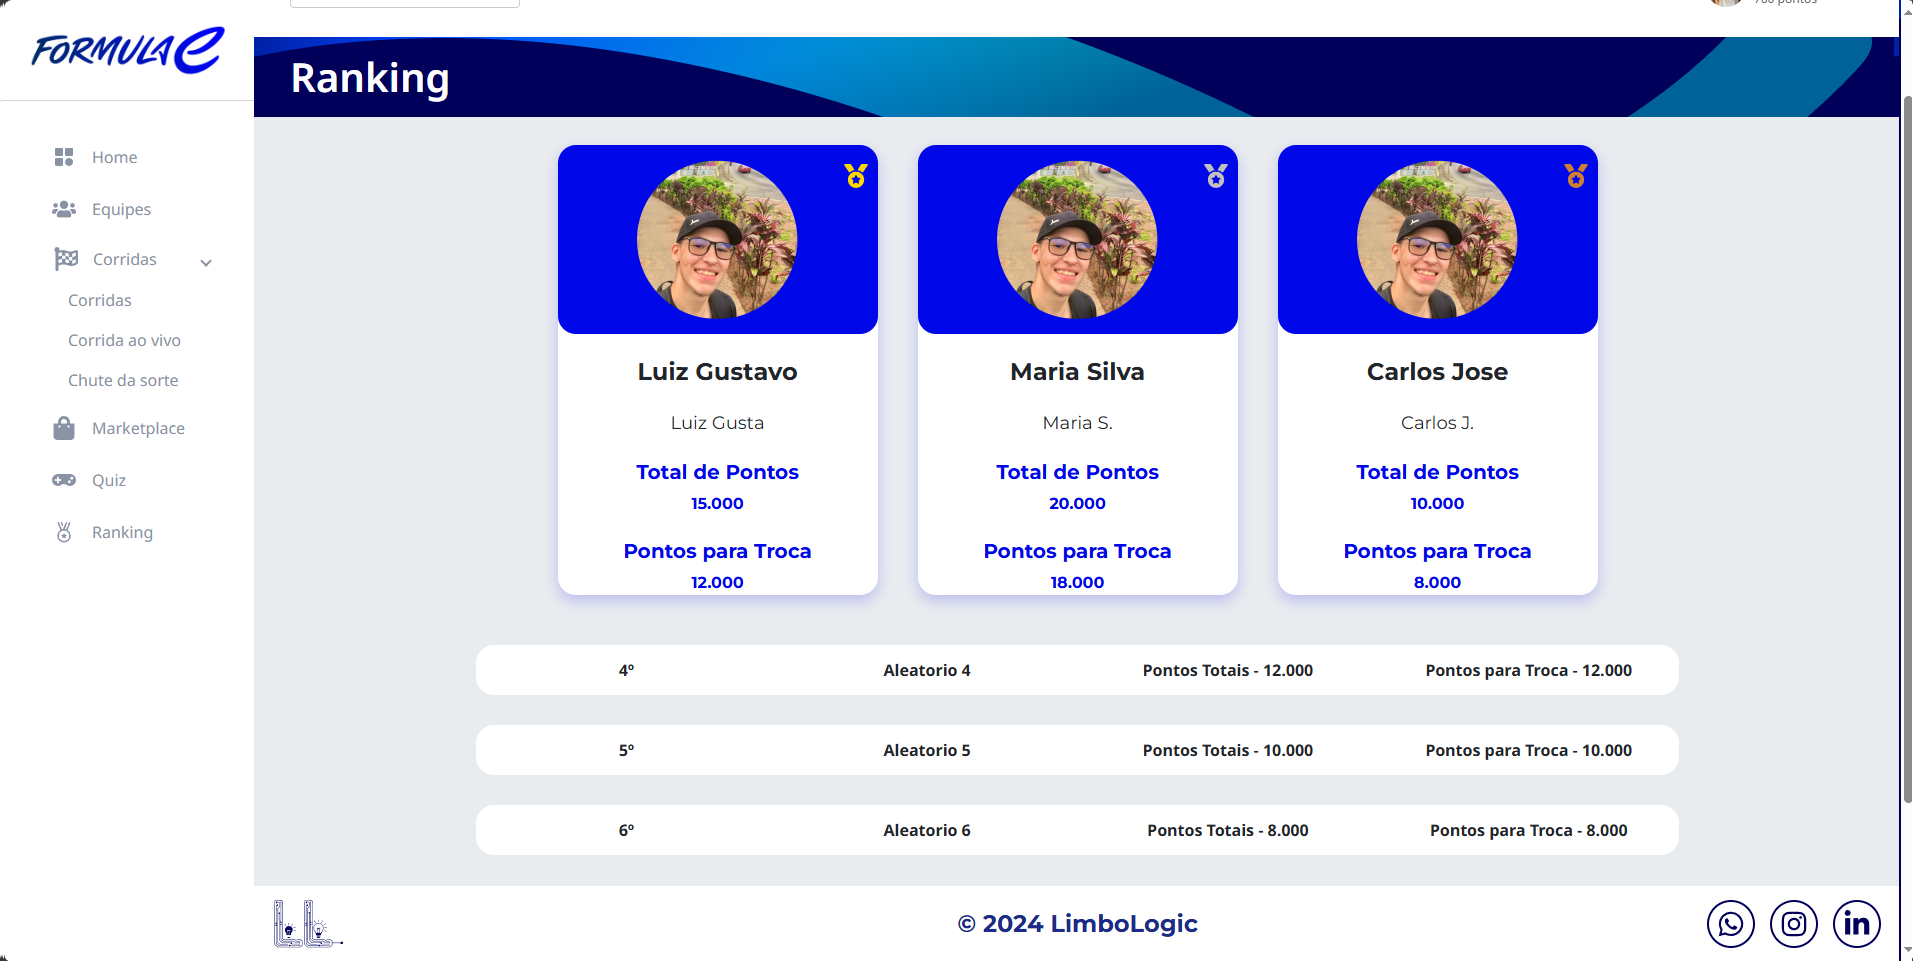 700 pontos
FORMULA e
Ranking
Home
Equipes
Corridas
Corridas
Corrida ao vivo
Chute da sorte
Marketplace
Quiz
Ranking
Luiz Gustavo
Luiz Gusta
Total de Pontos
15.000
Pontos para Troca
12.000
Maria Silva
Maria S.
Total de Pontos
20.000
Pontos para Troca
18.000
Carlos Jose
Carlos J.
Total de Pontos
10.000
Pontos para Troca
8.000
4º Aleatorio 4 Pontos Totais - 12.000 Pontos para Troca - 12.000
5º Aleatorio 5 Pontos Totais - 10.000 Pontos para Troca - 10.000
6º Aleatorio 6 Pontos Totais - 8.000 Pontos para Troca - 8.000
LL
© 2024 LimboLogic
in